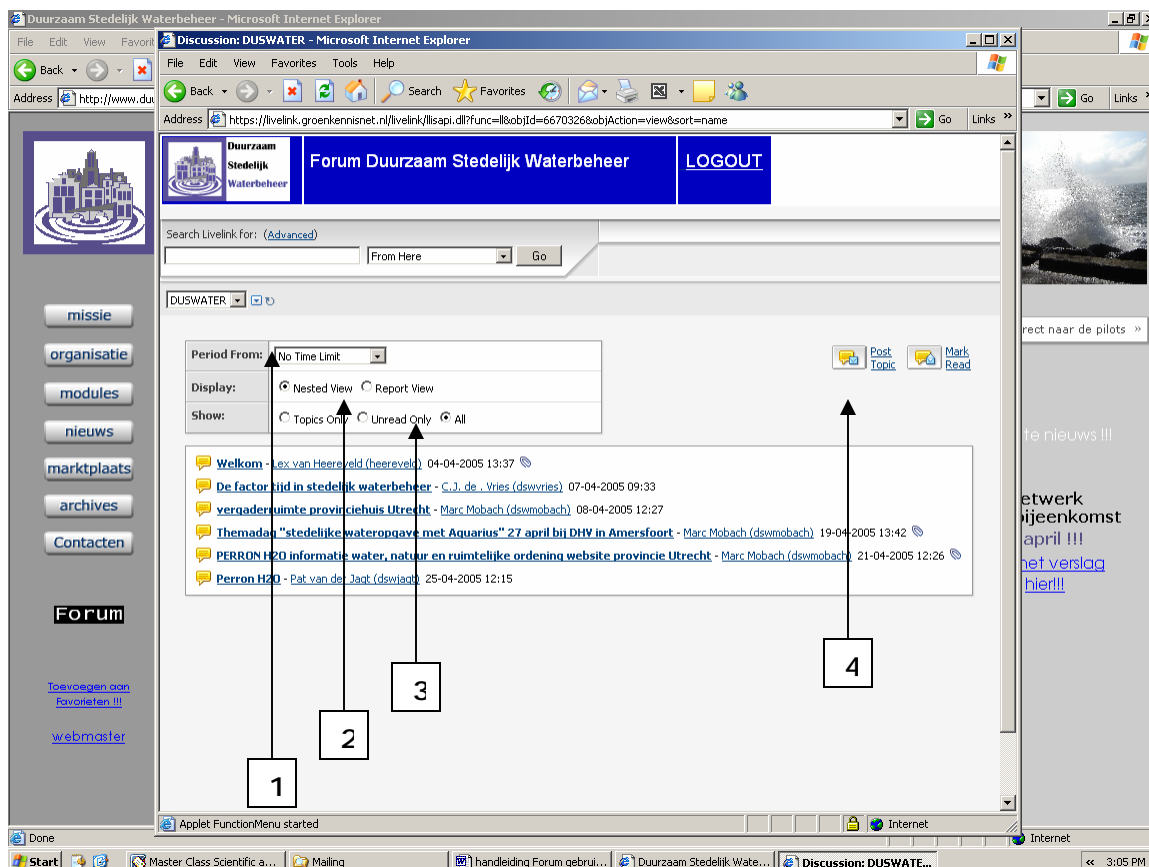 Duurzaam Stedelijk Waterbeheer - Microsoft Internet Explorer
File Edit View Favorit
Back
Address http://www.du
Go Links
Discussion: DUSWATER - Microsoft Internet Explorer
File Edit View Favorites Tools Help
Back Search Favorites
Address https://livelink.groenkennisnet.nl/livelink/llisapi.dll?func=ll&objId=6670326&objAction=view&sort=name Go Links »
Duurzaam
Stedelijk
Waterbeheer
Forum Duurzaam Stedelijk Waterbeheer LOGOUT
Search Livelink for: (Advanced)
From Here Go
DUSWATER
Period From: No Time Limit
Display: Nested View Report View
Show: Topics Only Unread Only All
Post
Topic
Mark
Read
Welkom - Lex van Heereveld (heereveld) 04-04-2005 13:37
De factor tijd in stedelijk waterbeheer - C.J. de . Vries (dswvries) 07-04-2005 09:33
vergaderruimte provinciehuis Utrecht - Marc Mobach (dswmobach) 08-04-2005 12:27
Themadag "stedelijke wateropgave met Aquarius" 27 april bij DHV in Amersfoort - Marc Mobach (dswmobach) 19-04-2005 13:42
PERRON H2O informatie water, natuur en ruimtelijke ordening website provincie Utrecht - Marc Mobach (dswmobach) 21-04-2005 12:26
Perron H2O - Pat van der Jagt (dswjagt) 25-04-2005 12:15
1
2
3
4
missie
organisatie
modules
nieuws
marktplaats
archives
Contacten
Forum
Toevoegen aan
Favorieten !!!
webmaster
rect naar de pilots »
te nieuws !!!
etwerk
bijeenkomst
april !!!
het verslag
hier!!!
Applet FunctionMenu started Internet
Done Internet
Start Master Class Scientific a... Mailing handleiding Forum gebrui... Duurzaam Stedelijk Wate... Discussion: DUSWATE... « 3:05 PM